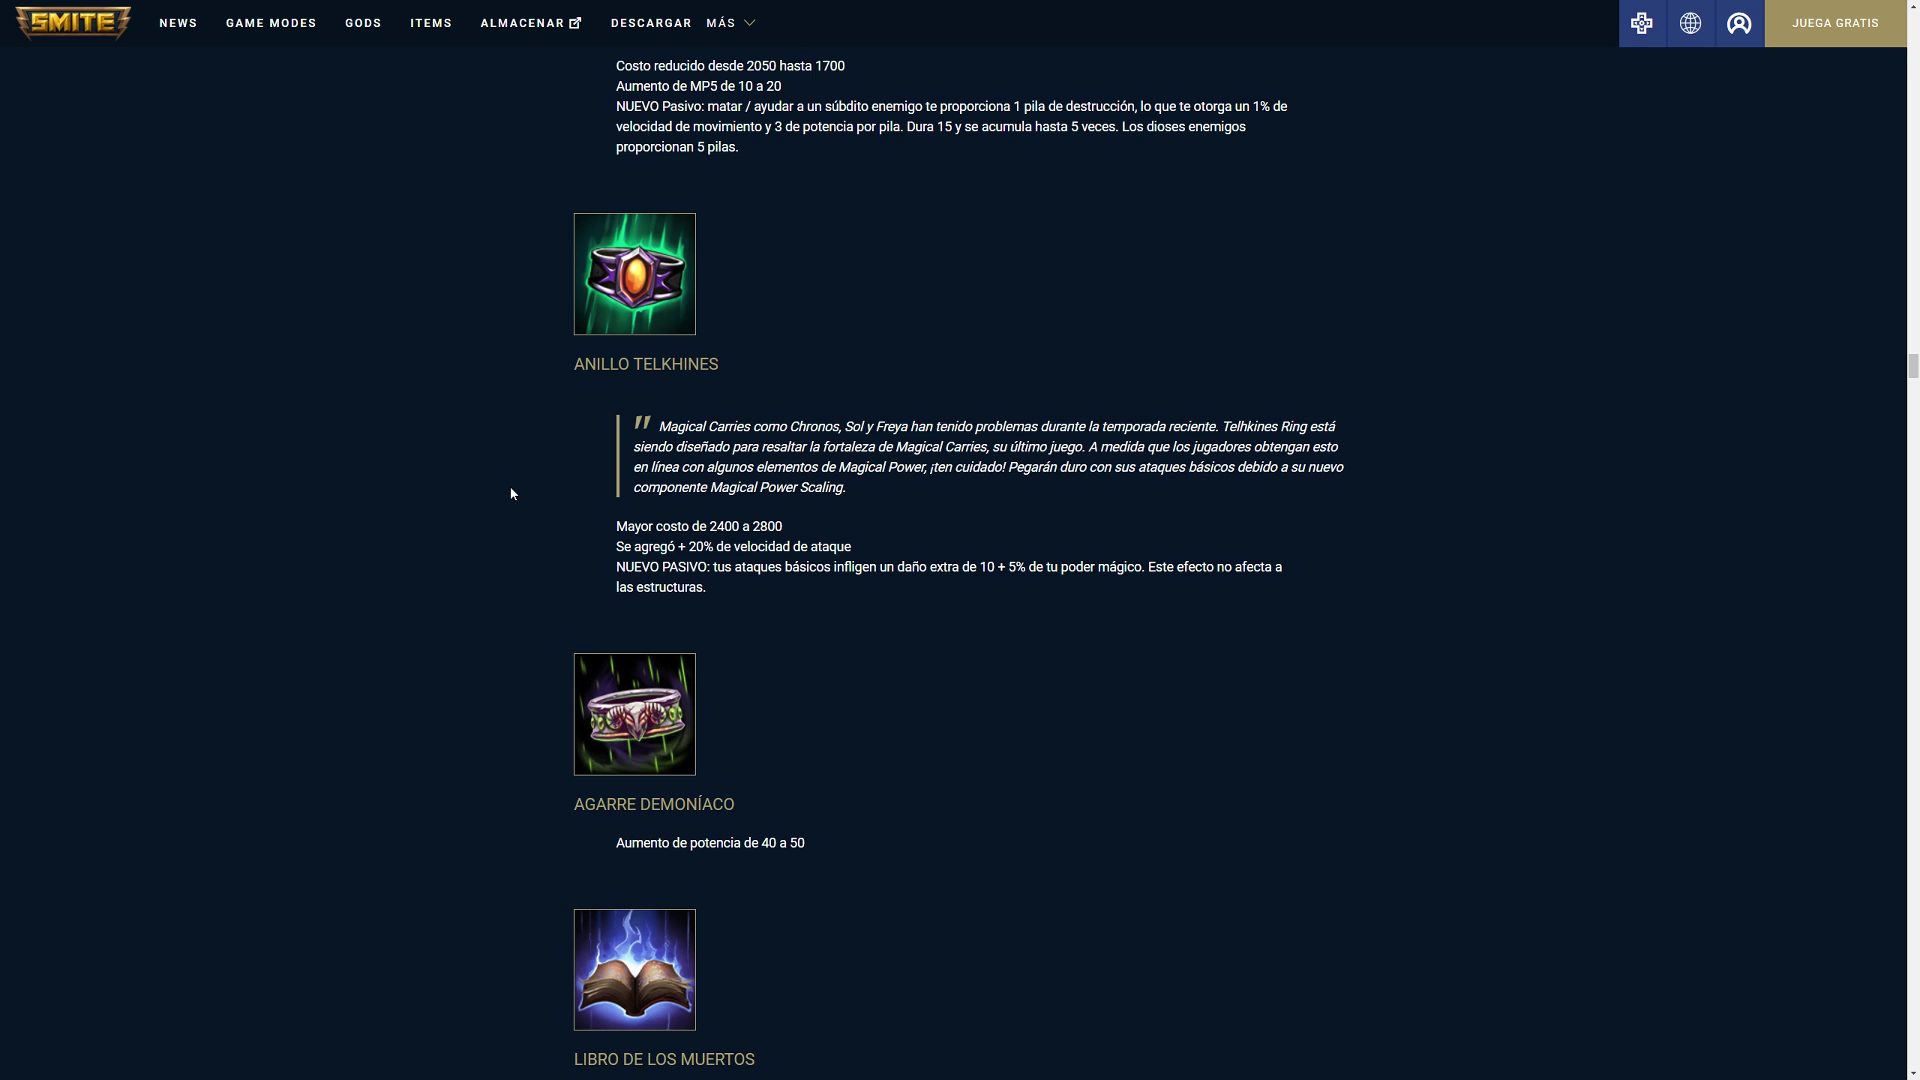 SMITE
NEWS GAME MODES GODS ITEMS ALMACENAR DESCARGAR MÁS JUEGA GRATIS
Costo reducido desde 2050 hasta 1700
Aumento de MP5 de 10 a 20
NUEVO Pasivo: matar / ayudar a un súbdito enemigo te proporciona 1 pila de destrucción, lo que te otorga un 1% de
velocidad de movimiento y 3 de potencia por pila. Dura 15 y se acumula hasta 5 veces. Los dioses enemigos
proporcionan 5 pilas.
ANILLO TELKHINES
" Magical Carries como Chronos, Sol y Freya han tenido problemas durante la temporada reciente. Telhkines Ring está
siendo diseñado para resaltar la fortaleza de Magical Carries, su último juego. A medida que los jugadores obtengan esto
en línea con algunos elementos de Magical Power, ¡ten cuidado! Pegarán duro con sus ataques básicos debido a su nuevo
componente Magical Power Scaling.
Mayor costo de 2400 a 2800
Se agregó + 20% de velocidad de ataque
NUEVO PASIVO: tus ataques básicos infligen un daño extra de 10 + 5% de tu poder mágico. Este efecto no afecta a
las estructuras.
AGARRE DEMONÍACO
Aumento de potencia de 40 a 50
LIBRO DE LOS MUERTOS